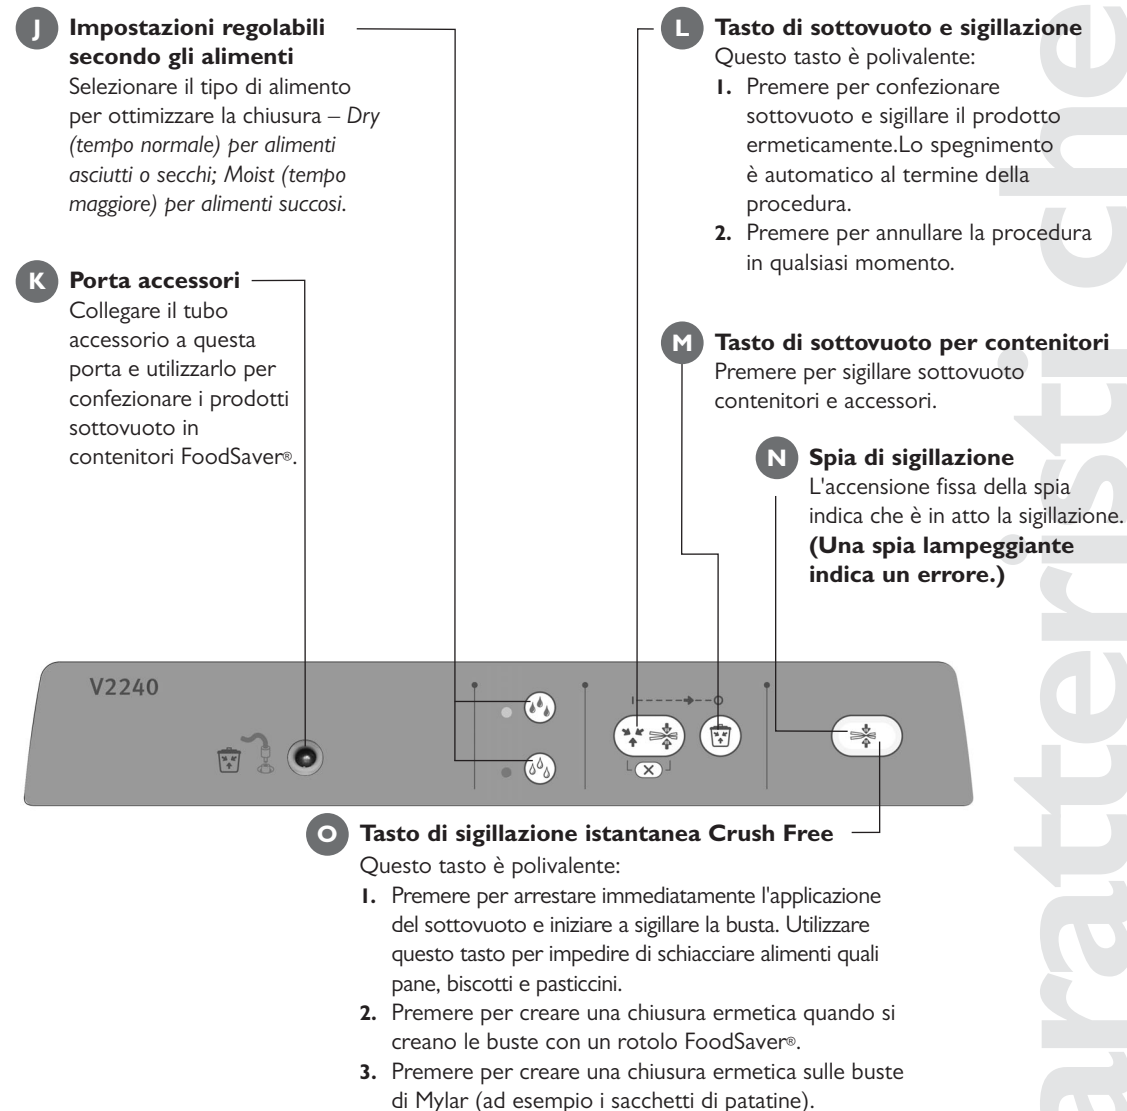 J Impostazioni regolabili
secondo gli alimenti
Selezionare il tipo di alimento
per ottimizzare la chiusura – Dry
(tempo normale) per alimenti
asciutti o secchi; Moist (tempo
maggiore) per alimenti succosi.
K Porta accessori
Collegare il tubo
accessorio a questa
porta e utilizzarlo per
confezionare i prodotti
sottovuoto in
contenitori FoodSaver®.
L Tasto di sottovuoto e sigillazione
Questo tasto è polivalente:
1. Premere per confezionare
sottovuoto e sigillare il prodotto
ermeticamente.Lo spegnimento
è automatico al termine della
procedura.
2. Premere per annullare la procedura
in qualsiasi momento.
M Tasto di sottovuoto per contenitori
Premere per sigillare sottovuoto
contenitori e accessori.
N Spia di sigillazione
L'accensione fissa della spia
indica che è in atto la sigillazione.
(Una spia lampeggiante
indica un errore.)
V2240
O Tasto di sigillazione istantanea Crush Free
Questo tasto è polivalente:
1. Premere per arrestare immediatamente l'applicazione
del sottovuoto e iniziare a sigillare la busta. Utilizzare
questo tasto per impedire di schiacciare alimenti quali
pane, biscotti e pasticcini.
2. Premere per creare una chiusura ermetica quando si
creano le buste con un rotolo FoodSaver®.
3. Premere per creare una chiusura ermetica sulle buste
di Mylar (ad esempio i sacchetti di patatine).
aratteristi che